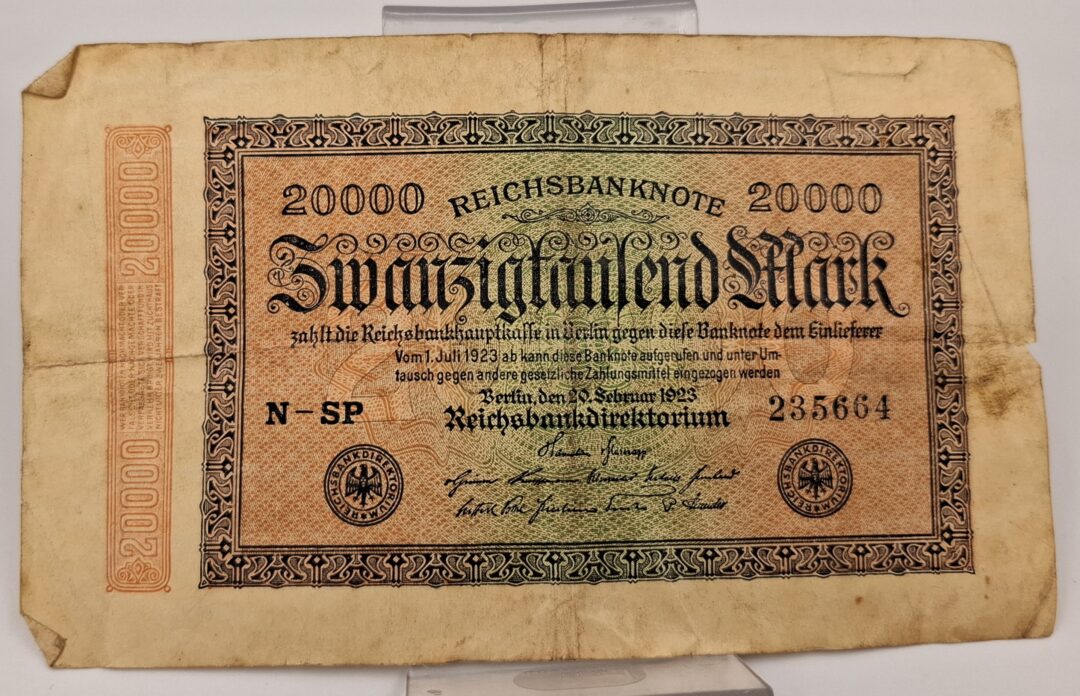 20000 REICHSBANKNOTE 20000
Zwanzigtausend Mark
zahlt die Reichsbankhauptkasse in Berlin gegen diese Banknote dem Einlieferer
Vom 1. Juli 1923 ab kann diese Banknote aufgerufen und unter Um-
tausch gegen andere gesetzliche Zahlungsmittel eingezogen werden
Berlin, den 20. Februar 1923
N-SP Reichsbankdirektorium 235664
REICHSBANKDIREKTORIUM
REICHSBANKDIREKTORIUM
20000 20000